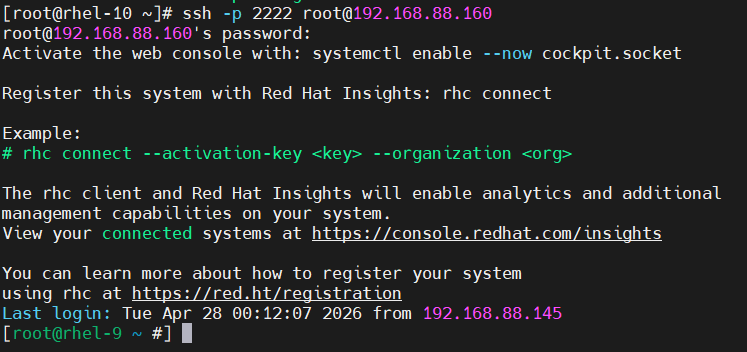 [root@rhel-10 ~]# ssh -p 2222 root@192.168.88.160
root@192.168.88.160's password:
Activate the web console with: systemctl enable --now cockpit.socket
Register this system with Red Hat Insights: rhc connect
Example:
# rhc connect --activation-key <key> --organization <org>
The rhc client and Red Hat Insights will enable analytics and additional
management capabilities on your system.
View your connected systems at https://console.redhat.com/insights
You can learn more about how to register your system
using rhc at https://red.ht/registration
Last login: Tue Apr 28 00:12:07 2026 from 192.168.88.145
[root@rhel-9 ~ #]